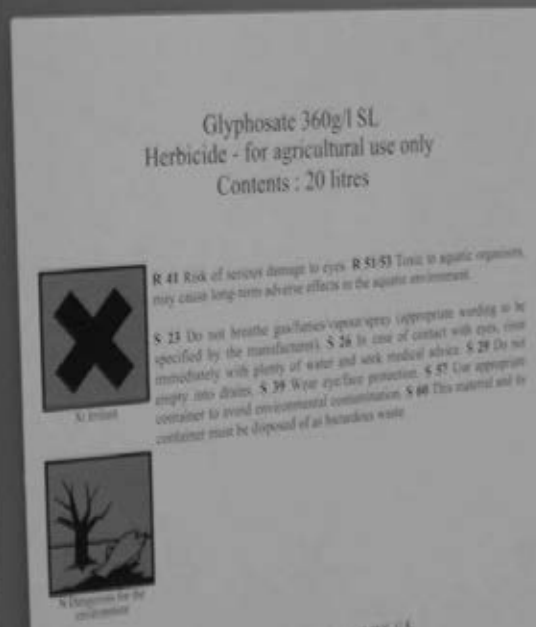 Glyphosate 360g/l SL
Herbicide - for agricultural use only
Contents : 20 litres
R 41 Risk of serious damage to eyes. R 51/53 Toxic to aquatic organisms,
may cause long-term adverse effects in the aquatic environment.
S 23 Do not breathe gas/fumes/vapour/spray (appropriate wording to be
specified by the manufacturer). S 26 In case of contact with eyes, rinse
immediately with plenty of water and seek medical advice. S 29 Do not
empty into drains. S 39 Wear eye/face protection. S 57 Use appropriate
container to avoid environmental contamination. S 60 This material and its
container must be disposed of as hazardous waste.
Xi Irritant
N Dangerous for the
environment